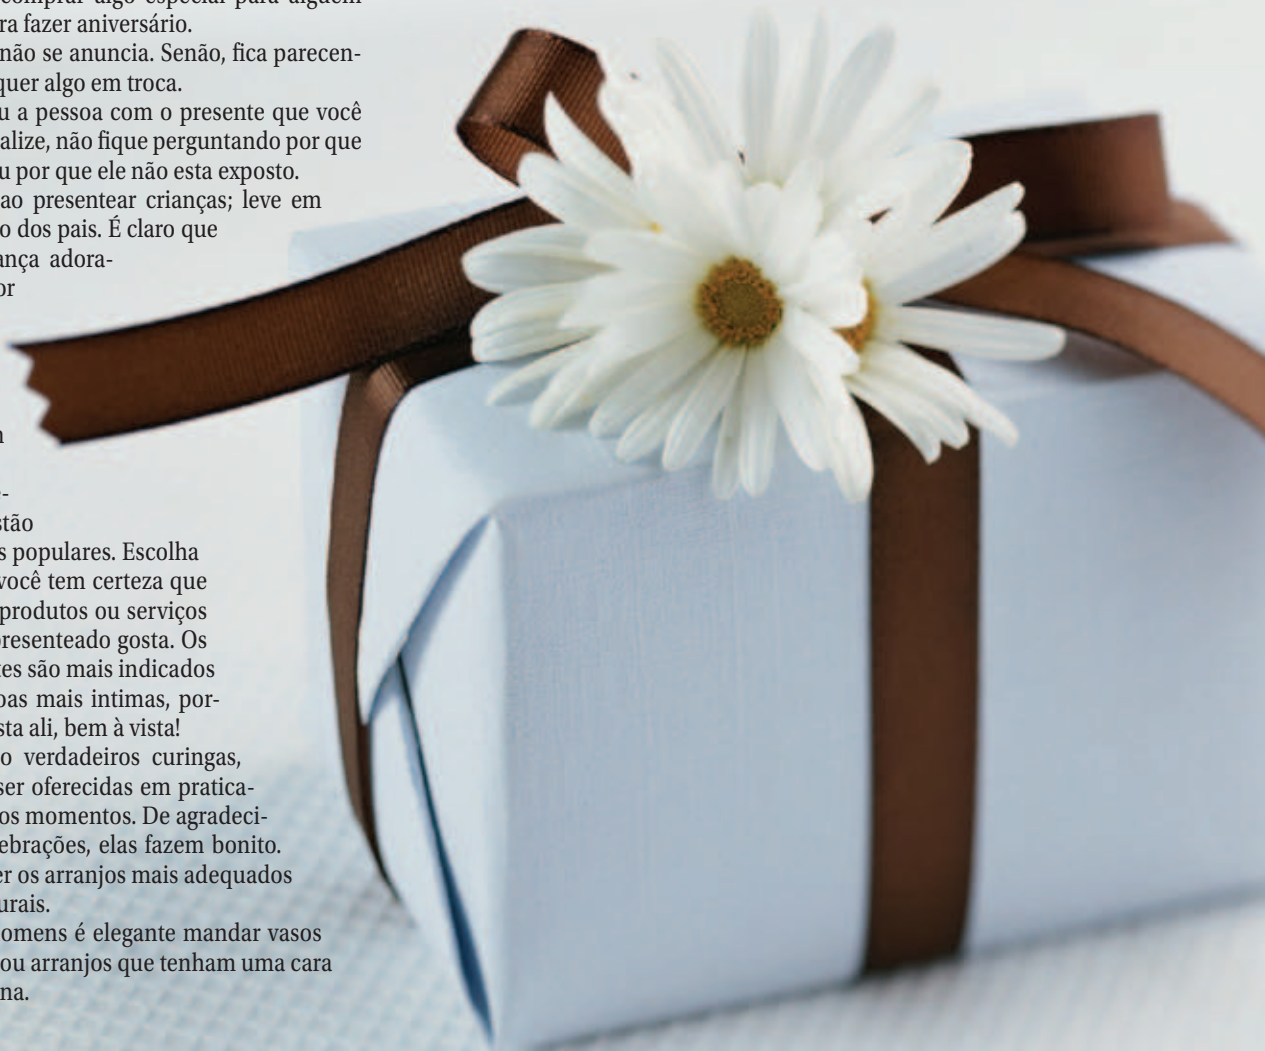 comprar algo especial para alguém
ra fazer aniversário.
não se anuncia. Senão, fica parecen-
quer algo em troca.
u a pessoa com o presente que você
alize, não fique perguntando por que
u por que ele não esta exposto.
ao presentear crianças; leve em
o dos pais. É claro que
ança adora-
or
stão
s populares. Escolha
você tem certeza que
produtos ou serviços
presenteado gosta. Os
tes são mais indicados
oas mais intimas, por-
sta ali, bem à vista!
o verdadeiros curingas,
ser oferecidas em pratica-
os momentos. De agradeci-
ebrações, elas fazem bonito.
er os arranjos mais adequados
urais.
omens é elegante mandar vasos
ou arranjos que tenham uma cara
na.